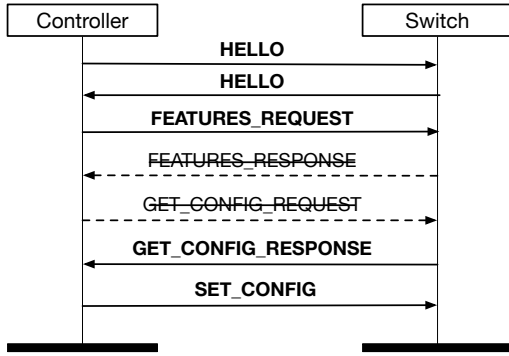 Controller
Switch
HELLO
HELLO
FEATURES_REQUEST
FEATURES_RESPONSE
GET_CONFIG_REQUEST
GET_CONFIG_RESPONSE
SET_CONFIG